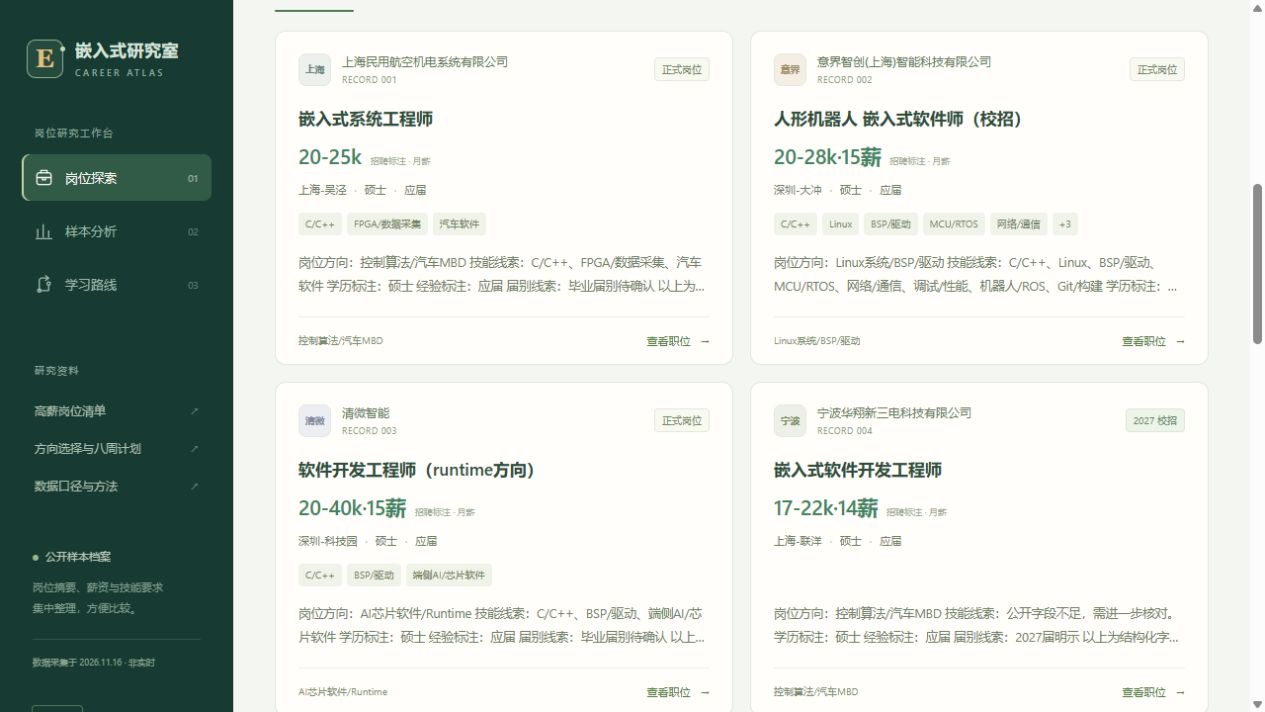 E
嵌入式研究室
CAREER ATLAS
岗位研究工作台
岗位探索 01
样本分析 02
学习路线 03
研究资料
高薪岗位清单 ↗
方向选择与八周计划 ↗
数据口径与方法 ↗
公开样本档案
岗位摘要、薪资与技能要求
集中整理，方便比较。
数据采集于 2026.11.16 · 非实时
上海
上海民用航空机电系统有限公司
RECORD 001
正式岗位
嵌入式系统工程师
20-25k 招聘标注 · 月薪
上海-吴泾 · 硕士 · 应届
C/C++ FPGA/数据采集 汽车软件
岗位方向：控制算法/汽车MBD 技能线索：C/C++、FPGA/数据采集、汽车
软件 学历标注：硕士 经验标注：应届 届别线索：毕业届别待确认 以上为...
控制算法/汽车MBD 查看职位 →
意界
意界智创(上海)智能科技有限公司
RECORD 002
正式岗位
人形机器人 嵌入式软件师（校招）
20-28k·15薪 招聘标注 · 月薪
深圳-大冲 · 硕士 · 应届
C/C++ Linux BSP/驱动 MCU/RTOS 网络/通信 +3
岗位方向：Linux系统/BSP/驱动 技能线索：C/C++、Linux、BSP/驱动、
MCU/RTOS、网络/通信、调试/性能、机器人/ROS、Git/构建 学历标注：...
Linux系统/BSP/驱动 查看职位 →
清微
清微智能
RECORD 003
正式岗位
软件开发工程师（runtime方向）
20-40k·15薪 招聘标注 · 月薪
深圳-科技园 · 硕士 · 应届
C/C++ BSP/驱动 端侧AI/芯片软件
岗位方向：AI芯片软件/Runtime 技能线索：C/C++、BSP/驱动、端侧AI/芯
片软件 学历标注：硕士 经验标注：应届 届别线索：毕业届别待确认 以上...
AI芯片软件/Runtime 查看职位 →
宁波
宁波华翔新三电科技有限公司
RECORD 004
2027 校招
嵌入式软件开发工程师
17-22k·14薪 招聘标注 · 月薪
上海-联洋 · 硕士 · 应届
岗位方向：控制算法/汽车MBD 技能线索：公开字段不足，需进一步核对。
学历标注：硕士 经验标注：应届 届别线索：2027届明示 以上为结构化字...
控制算法/汽车MBD 查看职位 →